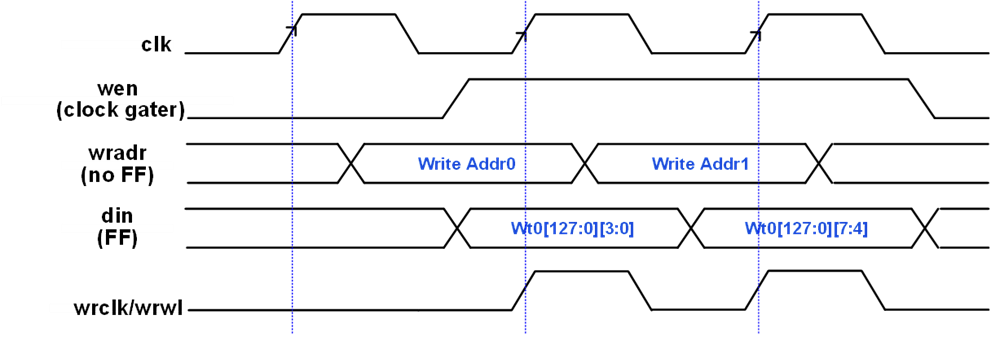 clk
wen
(clock gater)
wradr
(no FF)
Write Addr0
Write Addr1
din
(FF)
Wt0[127:0][3:0]
Wt0[127:0][7:4]
wrclk/wrwl